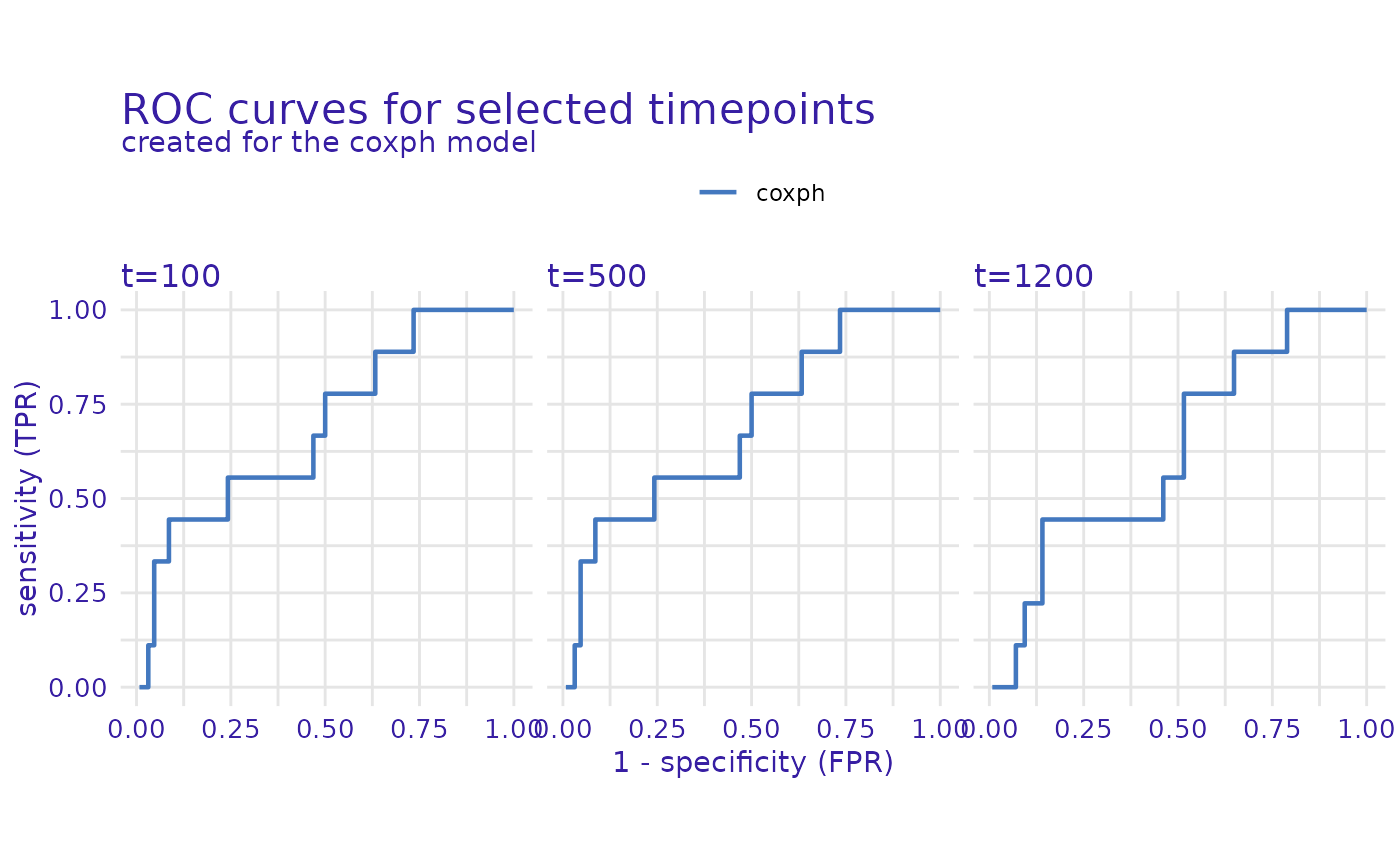 ROC curves for selected timepoints
created for the coxph model
coxph
t=100 t=500 t=1200
sensitivity (TPR)
1.00
0.75
0.50
0.25
0.00
0.00 0.25 0.50 0.75 1.00 0.00 0.25 0.50 0.75 1.00 0.00 0.25 0.50 0.75 1.00
1 - specificity (FPR)